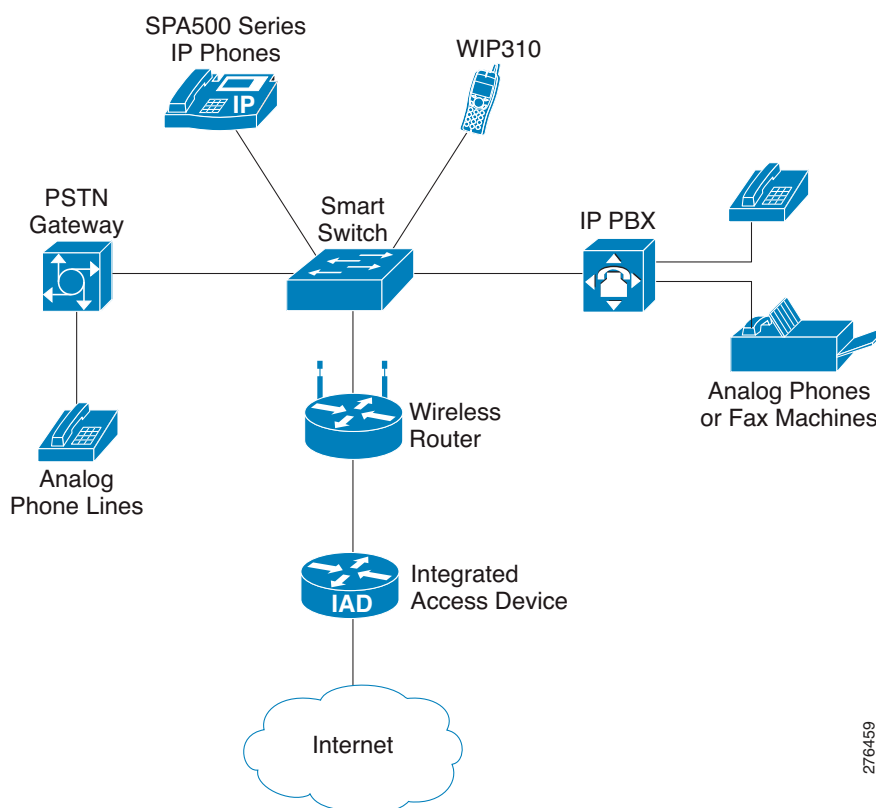 SPA500 Series
IP Phones
WIP310
IP
PSTN
Gateway
Smart
Switch
IP PBX
Wireless
Router
Analog Phones
or Fax Machines
Analog
Phone Lines
Integrated
Access Device
IAD
Internet
276459